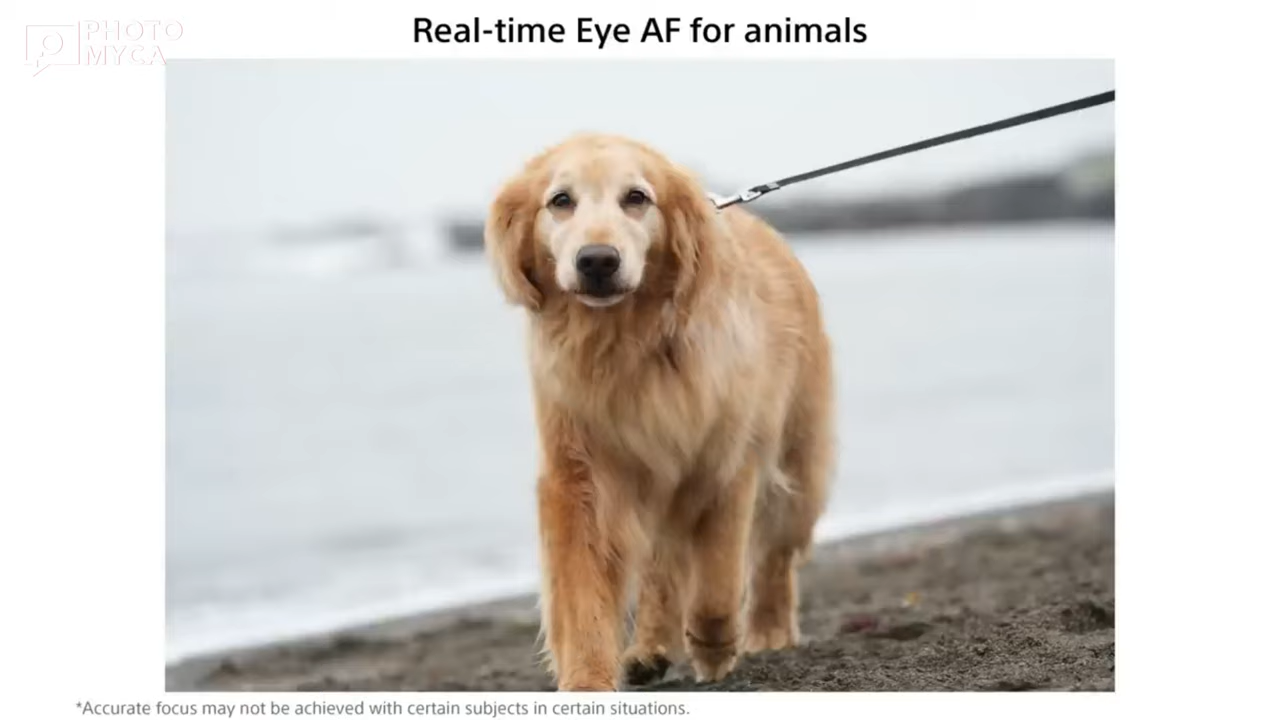 Real-time Eye AF for animals
PHOTO
MYCA
*Accurate focus may not be achieved with certain subjects in certain situations.